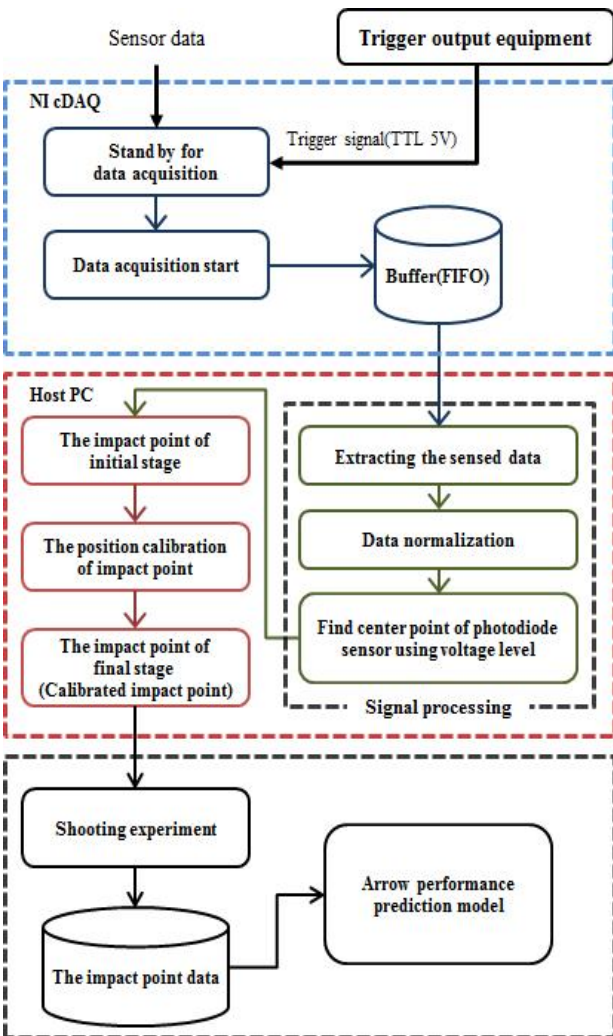 Sensor data
Trigger output equipment
NI cDAQ
Trigger signal(TTL 5V)
Stand by for
data acquisition
Data acquisition start
Buffer(FIFO)
Host PC
The impact point of
initial stage
The position calibration
of impact point
The impact point of
final stage
(Calibrated impact point)
Extracting the sensed data
Data normalization
Find center point of photodiode
sensor using voltage level
Signal processing
Shooting experiment
The impact point data
Arrow performance
prediction model